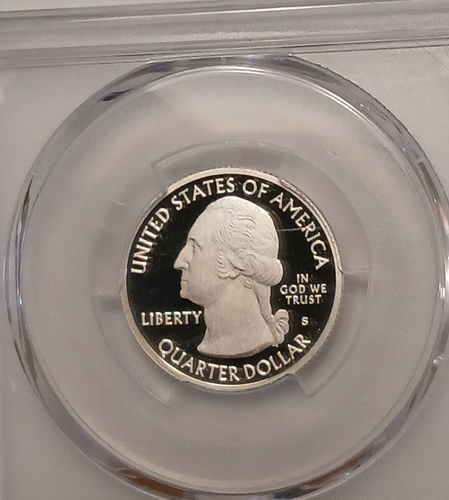 UNITED STATES OF AMERICA
IN
GOD WE
TRUST
LIBERTY
S
QUARTER DOLLAR